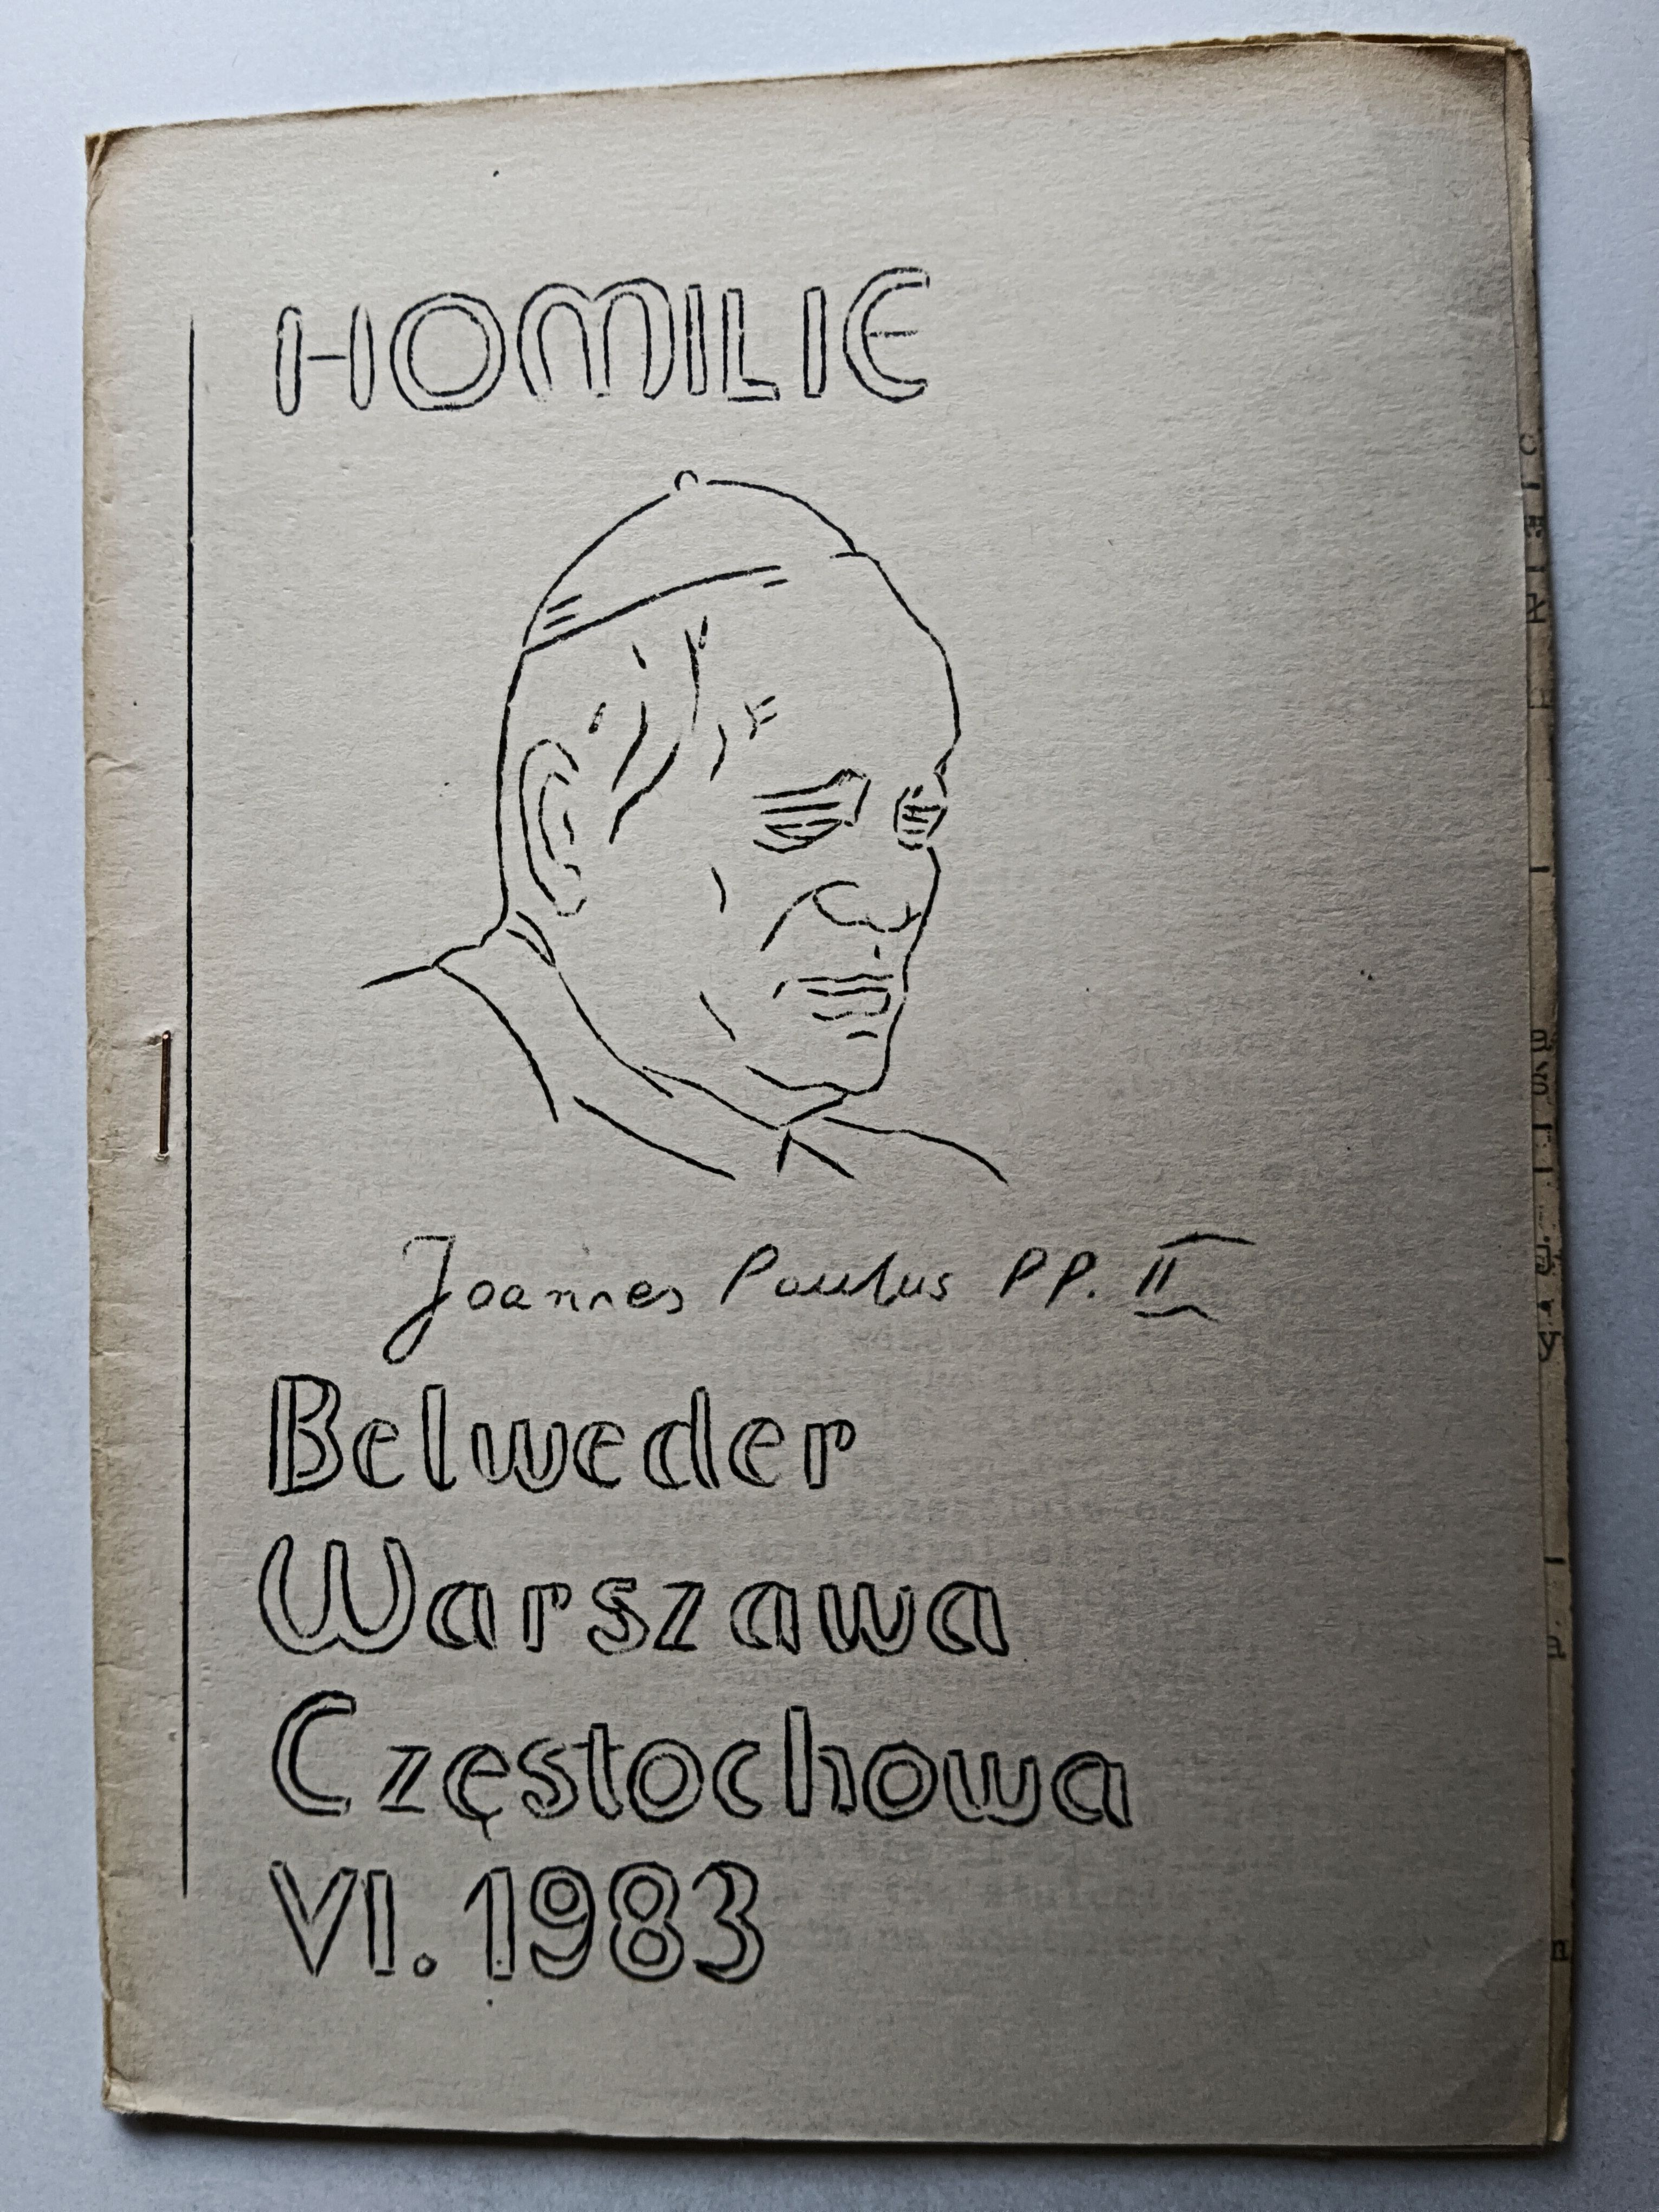 HOMILIE
Joannes Paulus PP. II
Belweder
Warszawa
Częstochowa
VI. 1983